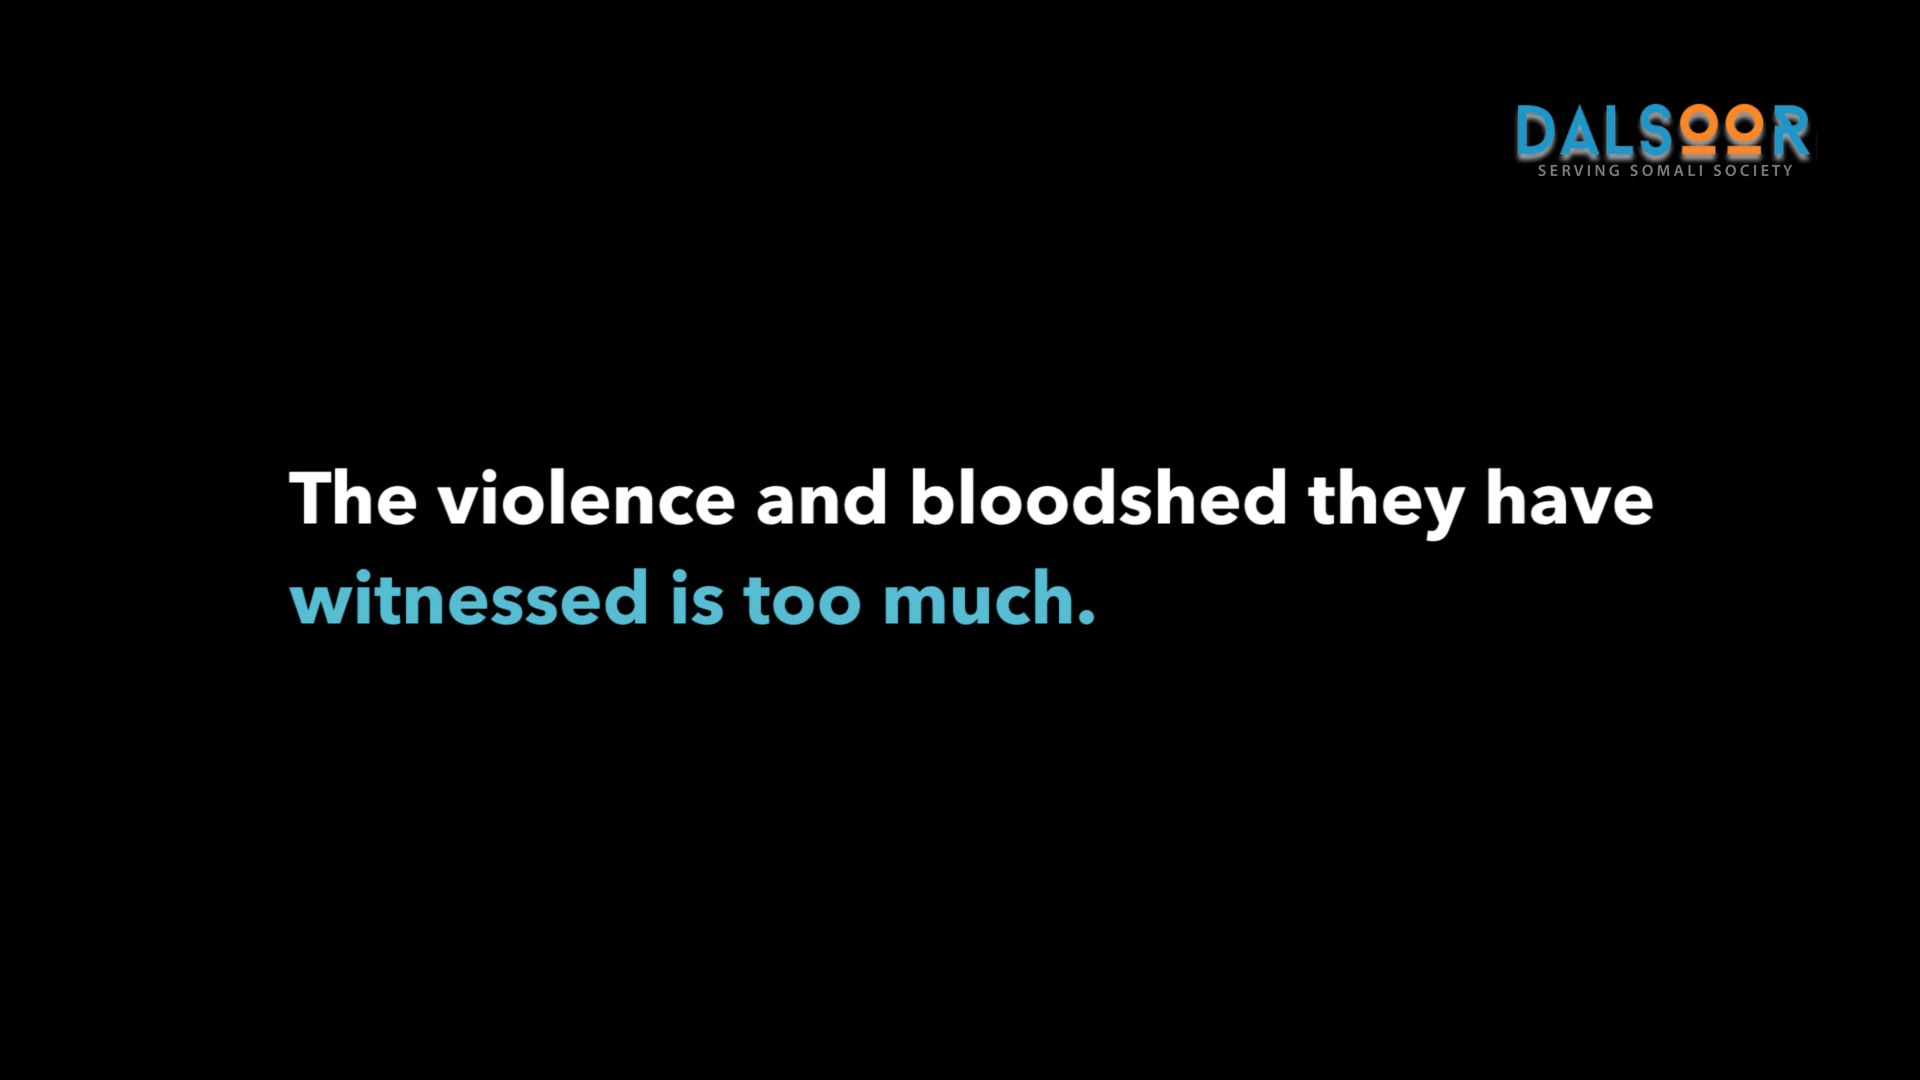 DALSOOR
SERVING SOMALI SOCIETY
The violence and bloodshed they have
witnessed is too much.